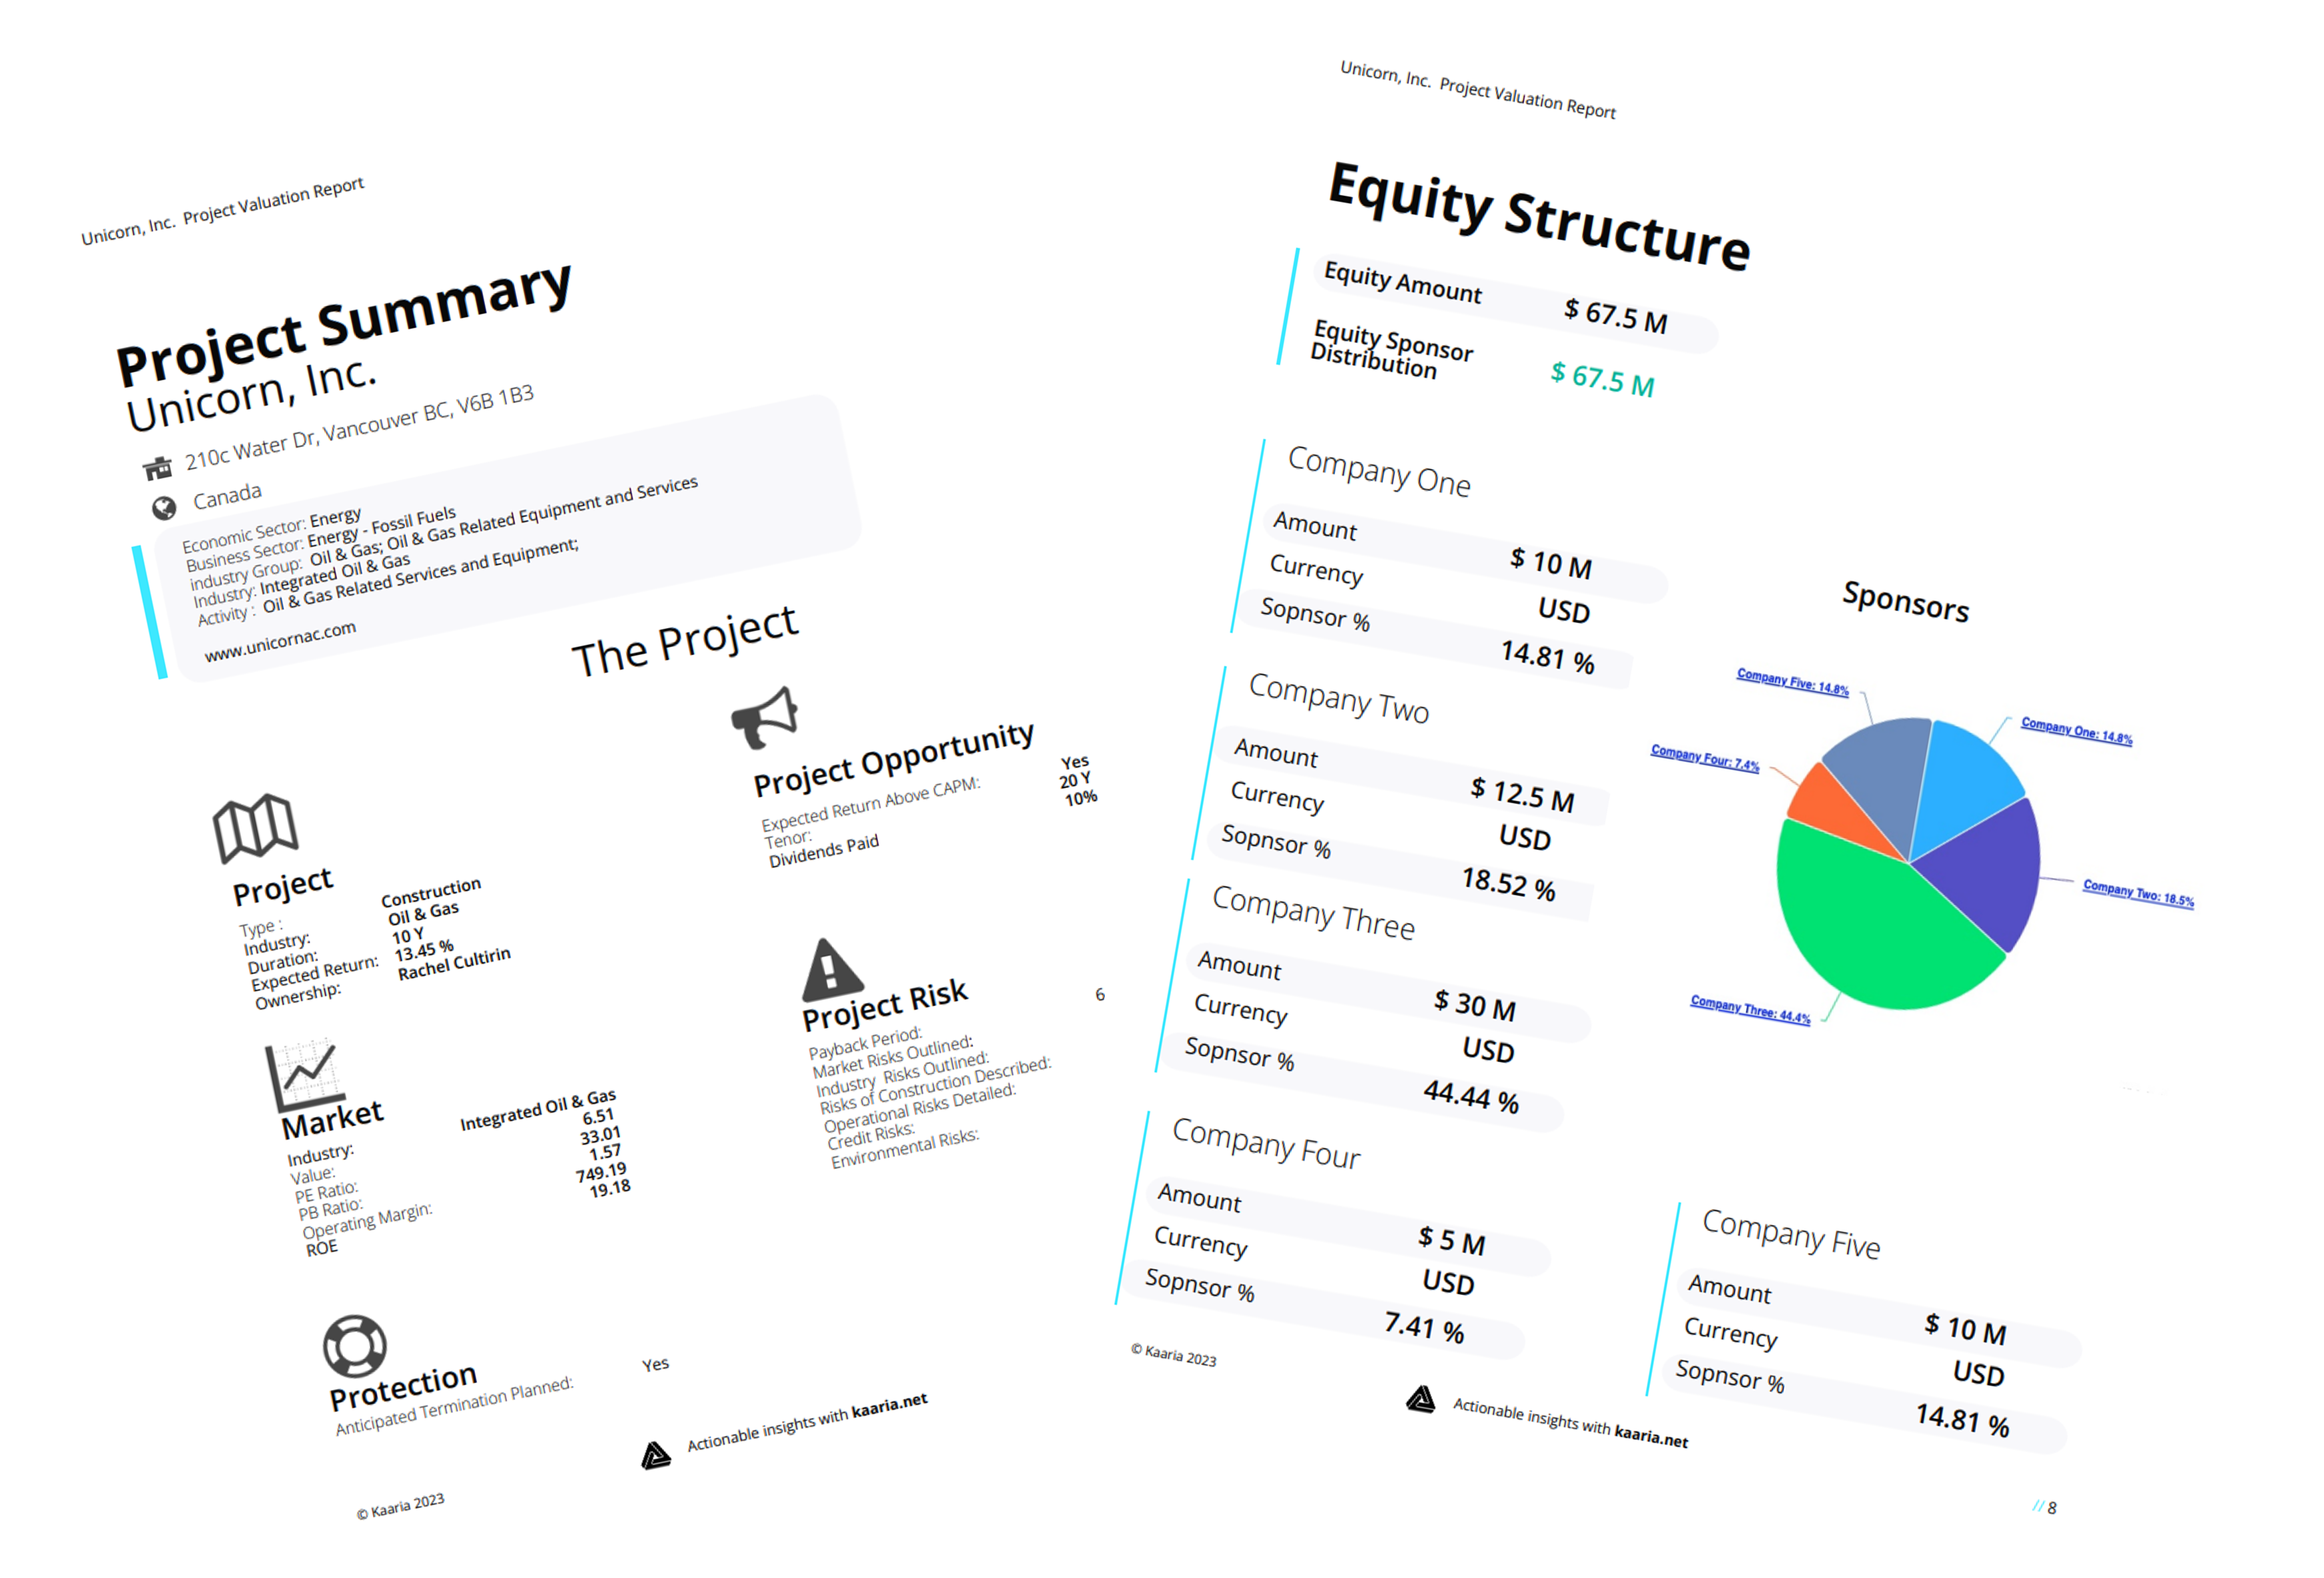 Unicorn, Inc.  Project Valuation Report
Project Summary
Unicorn, Inc.
210c Water Dr, Vancouver BC, V6B 1B3
Canada
Economic Sector: Energy
Business Sector: Energy - Fossil Fuels
industry Group:  Oil & Gas; Oil & Gas Related Equipment and Services
Industry: Integrated Oil & Gas
Activity :  Oil & Gas Related Services and Equipment;
www.unicornac.com
The Project
Project
Type : Construction
Industry: Oil & Gas
Duration: 10 Y
Expected Return: 13.45 %
Ownership: Rachel Cultirin
Project Opportunity
Expected Return Above CAPM: Yes
Tenor: 20 Y
Dividends Paid 10%
Market
Industry: Integrated Oil & Gas
Value: 6.51
PE Ratio: 33.01
PB Ratio: 1.57
Operating Margin: 749.19
ROE 19.18
Project Risk
Payback Period: 6
Market Risks Outlined:
Industry  Risks Outlined:
Risks of Construction Described:
Operational Risks Detailed:
Credit Risks:
Environmental Risks:
Protection
Anticipated Termination Planned: Yes
Actionable insights with kaaria.net
© Kaaria 2023
Unicorn, Inc.  Project Valuation Report
Equity Structure
Equity Amount $ 67.5 M
Equity Sponsor
Distribution $ 67.5 M
Company One
Amount $ 10 M
Currency USD
Sopnsor % 14.81 %
Company Two
Amount $ 12.5 M
Currency USD
Sopnsor % 18.52 %
Company Three
Amount $ 30 M
Currency USD
Sopnsor % 44.44 %
Company Four
Amount $ 5 M
Currency USD
Sopnsor % 7.41 %
Sponsors
Company Five: 14.8%
Company One: 14.8%
Company Four: 7.4%
Company Two: 18.5%
Company Three: 44.4%
Company Five
Amount $ 10 M
Currency USD
Sopnsor % 14.81 %
© Kaaria 2023
Actionable insights with kaaria.net
// 8